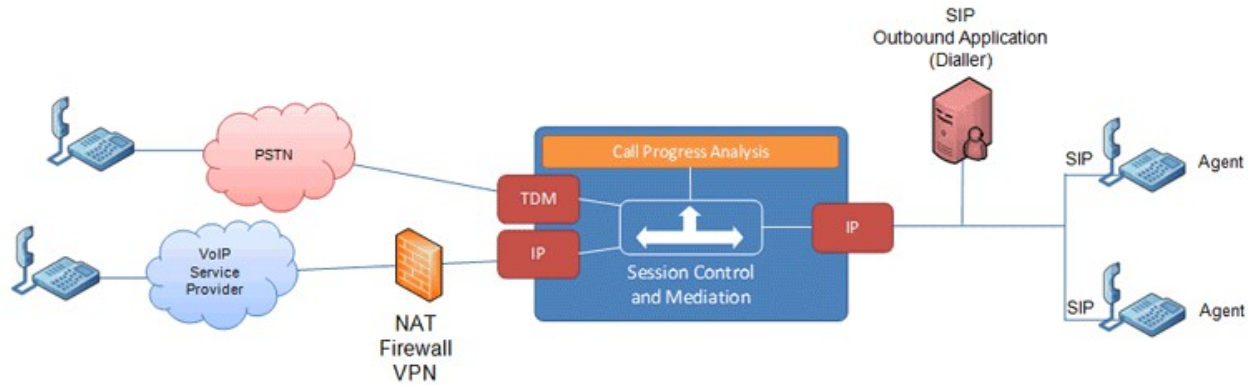 SIP
Outbound Application
(Dialler)
PSTN
Call Progress Analysis
TDM
SIP
Agent
VoIP
Service
Provider
IP
IP
Session Control
and Mediation
NAT
Firewall
VPN
SIP
Agent